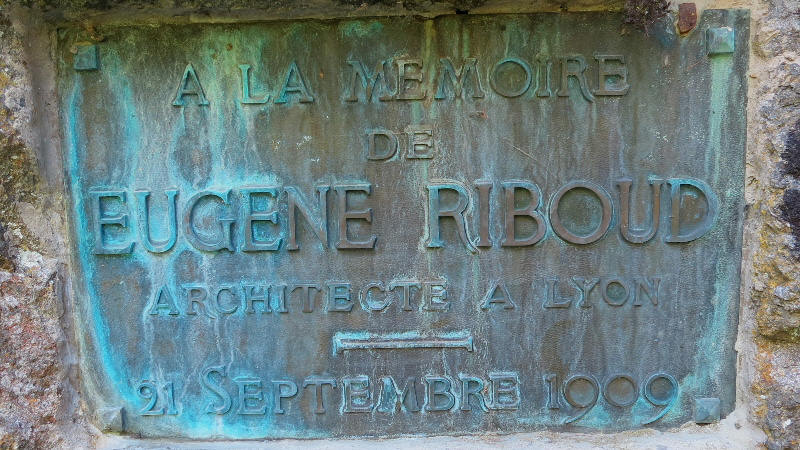 A LA MEMOIRE
DE
EUGENE RIBOUD
ARCHITECTE A LYON
21 SEPTEMBRE 1909